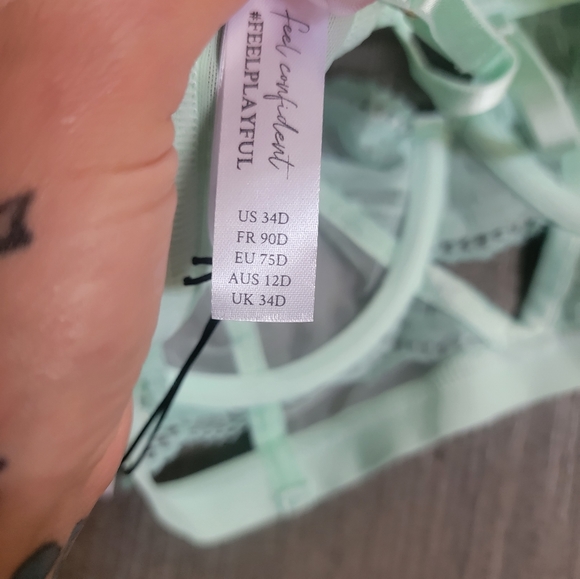 feel confident
#FEELPLAYFUL
US 34D
FR 90D
EU 75D
AUS 12D
UK 34D